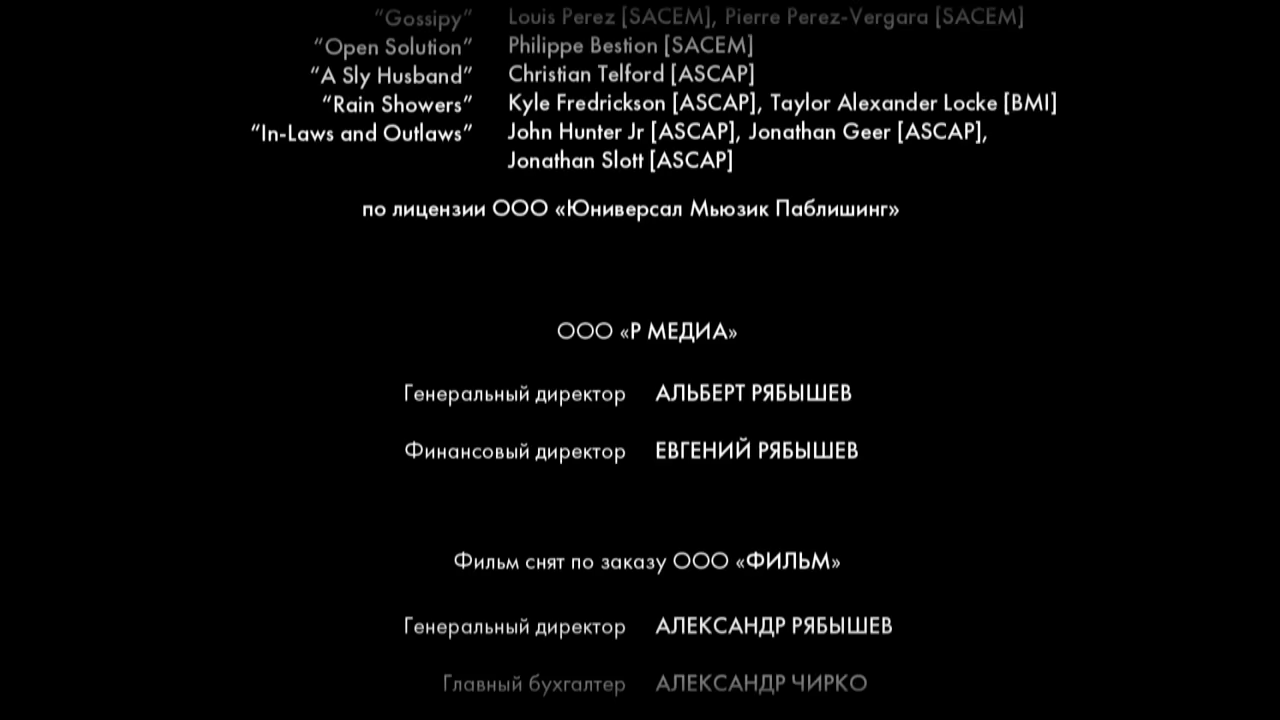 “Gossipy” Louis Perez [SACEM], Pierre Perez-Vergara [SACEM]
“Open Solution” Philippe Bestion [SACEM]
“A Sly Husband” Christian Telford [ASCAP]
“Rain Showers” Kyle Fredrickson [ASCAP], Taylor Alexander Locke [BMI]
“In-Laws and Outlaws” John Hunter Jr [ASCAP], Jonathan Geer [ASCAP],
Jonathan Slott [ASCAP]
по лицензии ООО «Юниверсал Мьюзик Паблишинг»
ООО «Р МЕДИА»
Генеральный директор АЛЬБЕРТ РЯБЫШЕВ
Финансовый директор ЕВГЕНИЙ РЯБЫШЕВ
Фильм снят по заказу ООО «ФИЛЬМ»
Генеральный директор АЛЕКСАНДР РЯБЫШЕВ
Главный бухгалтер АЛЕКСАНДР ЧИРКО